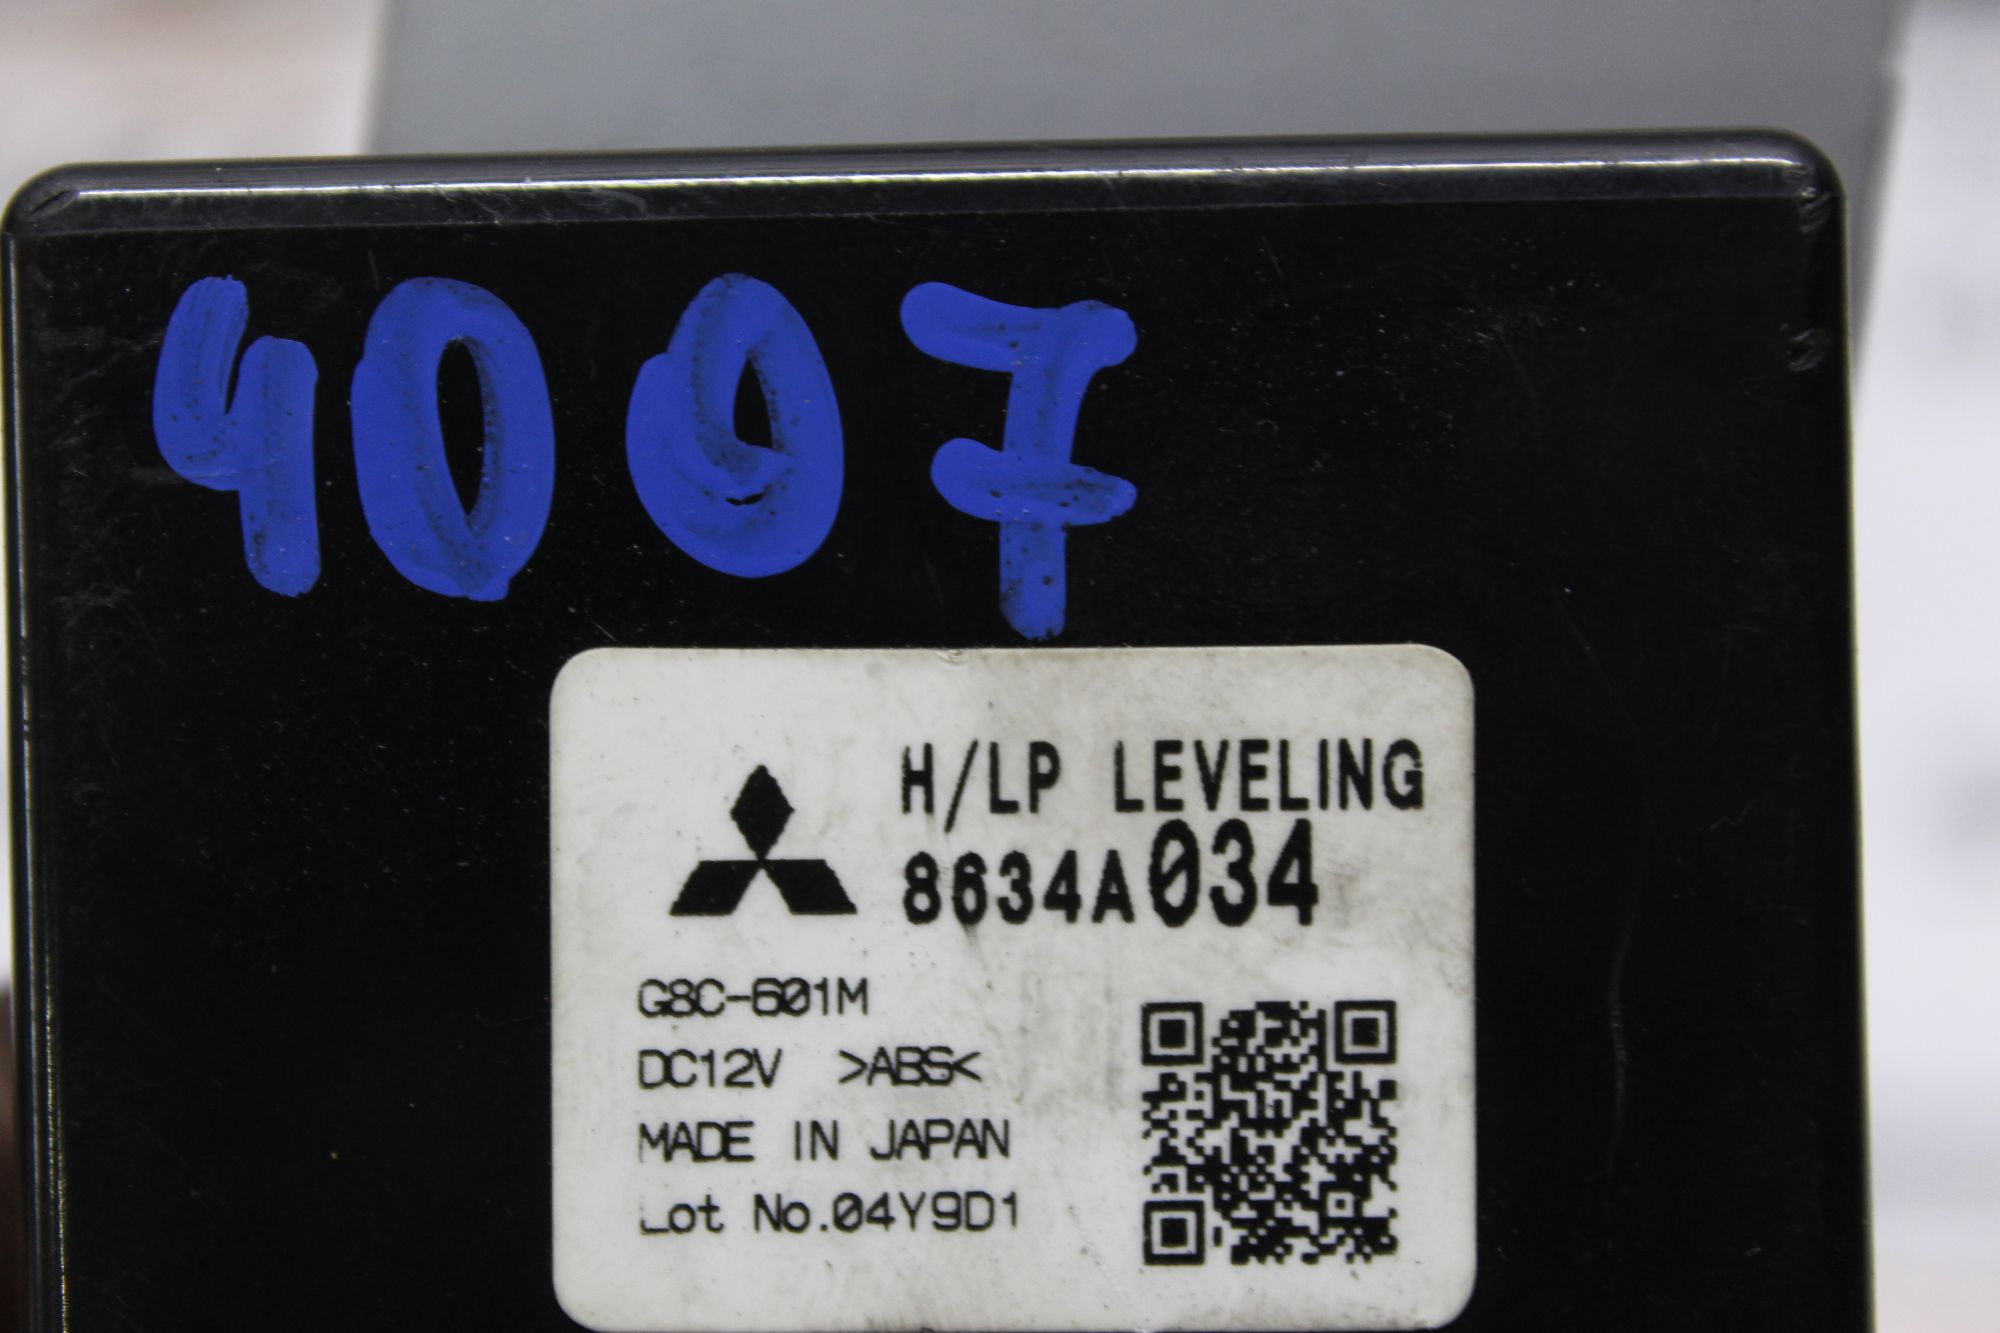 4007
H/LP LEVELING
8634A034
G8C-601M
DC12V >ABS<
MADE IN JAPAN
Lot No.04Y9D1